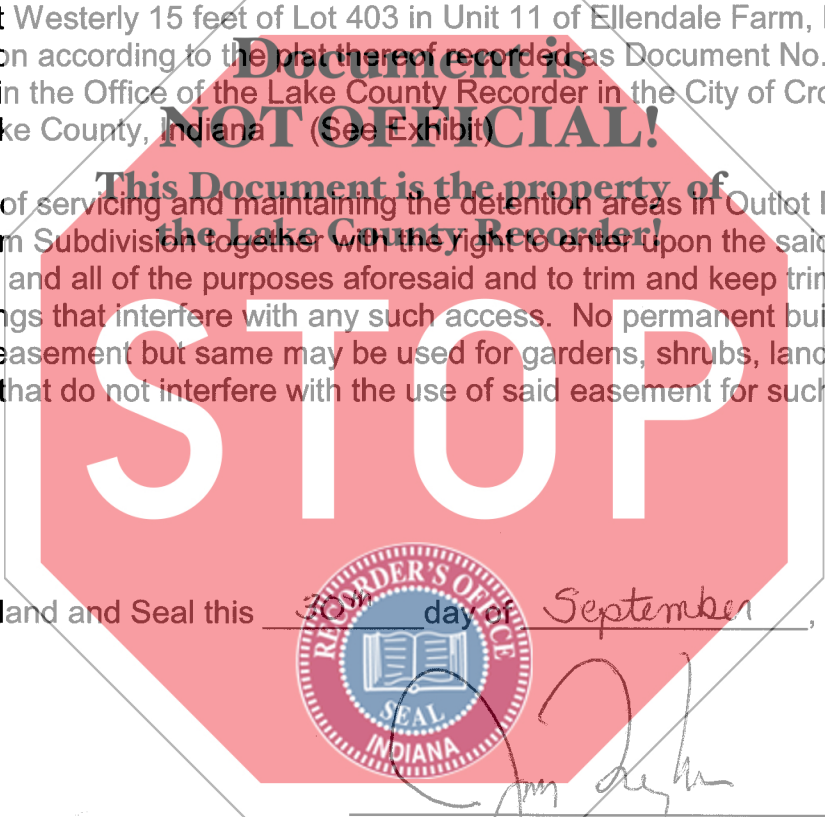 t Westerly 15 feet of Lot 403 in Unit 11 of Ellendale Farm,
on according to the plat thereof recorded as Document No.
in the Office of the Lake County Recorder in the City of Cro
ke County, Indiana (See Exhibit)
Document is
NOT OFFICIAL!
This Document is the property of
the Lake County Recorder!
of servicing and maintaining the detention areas in Outlot
m Subdivision together with the right to enter upon the said
and all of the purposes aforesaid and to trim and keep trim
ngs that interfere with any such access. No permanent bui
easement but same may be used for gardens, shrubs, land
that do not interfere with the use of said easement for such
STOP
and and Seal this 30th day of September,
RECORDER'S OFFICE
SEAL
INDIANA